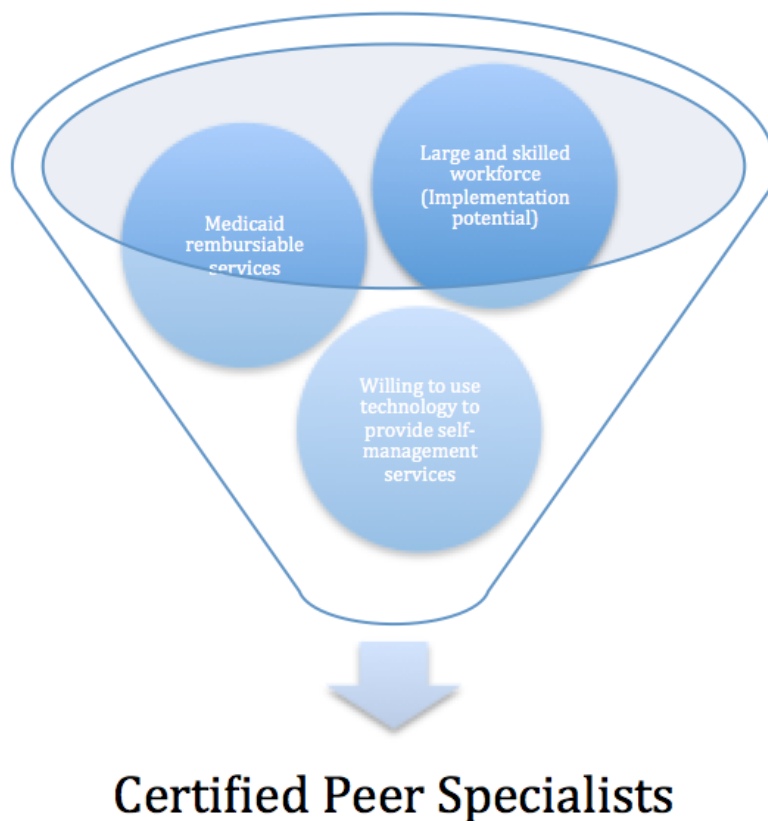 Large and skilled
workforce
(Implementation
potential)
Medicaid
rembursiable
services
Willing to use
technology to
provide self-
management
services
Certified Peer Specialists